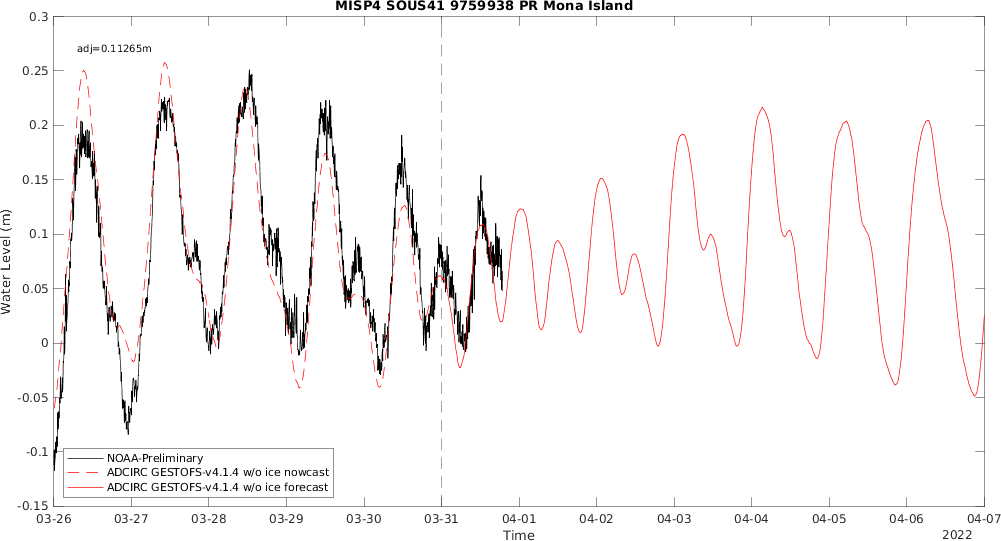 MISP4 SOUS41 9759938 PR Mona Island
adj=0.11265m
0.3
0.25
0.2
0.15
0.1
0.05
0
-0.05
-0.1
-0.15
Water Level (m)
NOAA-Preliminary
ADCIRC GESTOFS-v4.1.4 w/o ice nowcast
ADCIRC GESTOFS-v4.1.4 w/o ice forecast
03-26 03-27 03-28 03-29 03-30 03-31 04-01 04-02 04-03 04-04 04-05 04-06 04-07
Time
2022